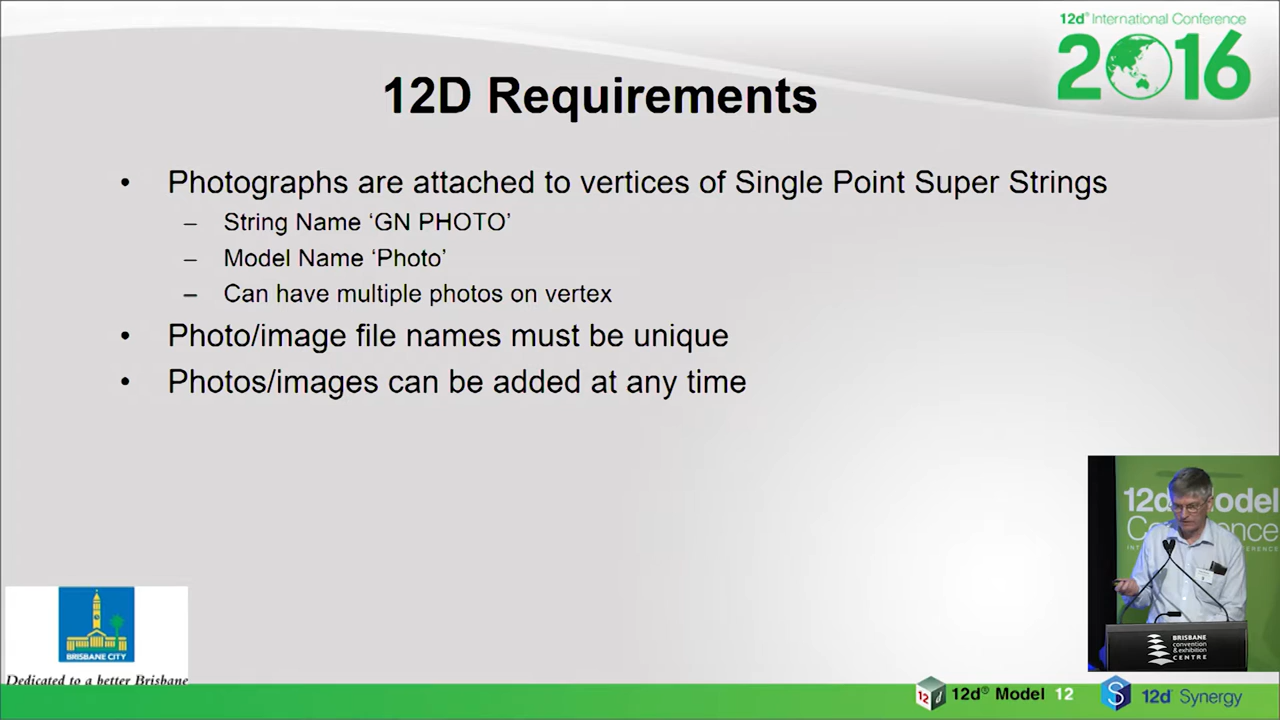 12d® International Conference
2016
12D Requirements
• Photographs are attached to vertices of Single Point Super Strings
– String Name ‘GN PHOTO’
– Model Name ‘Photo’
– Can have multiple photos on vertex
• Photo/image file names must be unique
• Photos/images can be added at any time
12d Model
Conference
BRISBANE
convention
& exhibition
CENTRE
BRISBANE CITY
Dedicated to a better Brisbane
12d® Model 12
12d Synergy